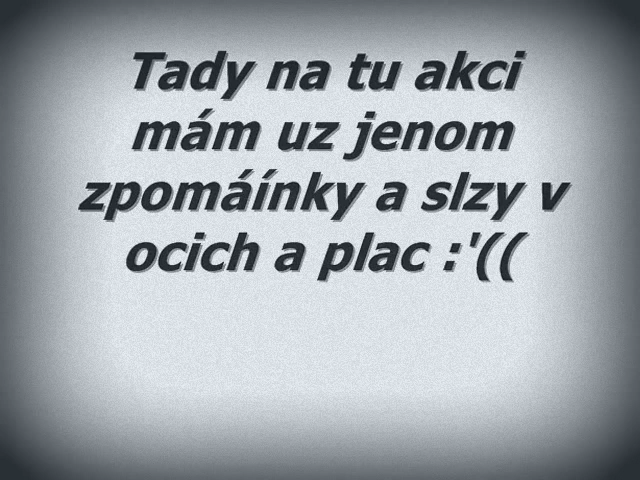 Tady na tu akci
mám uz jenom
zpomáínky a slzy v
ocich a plac :'((